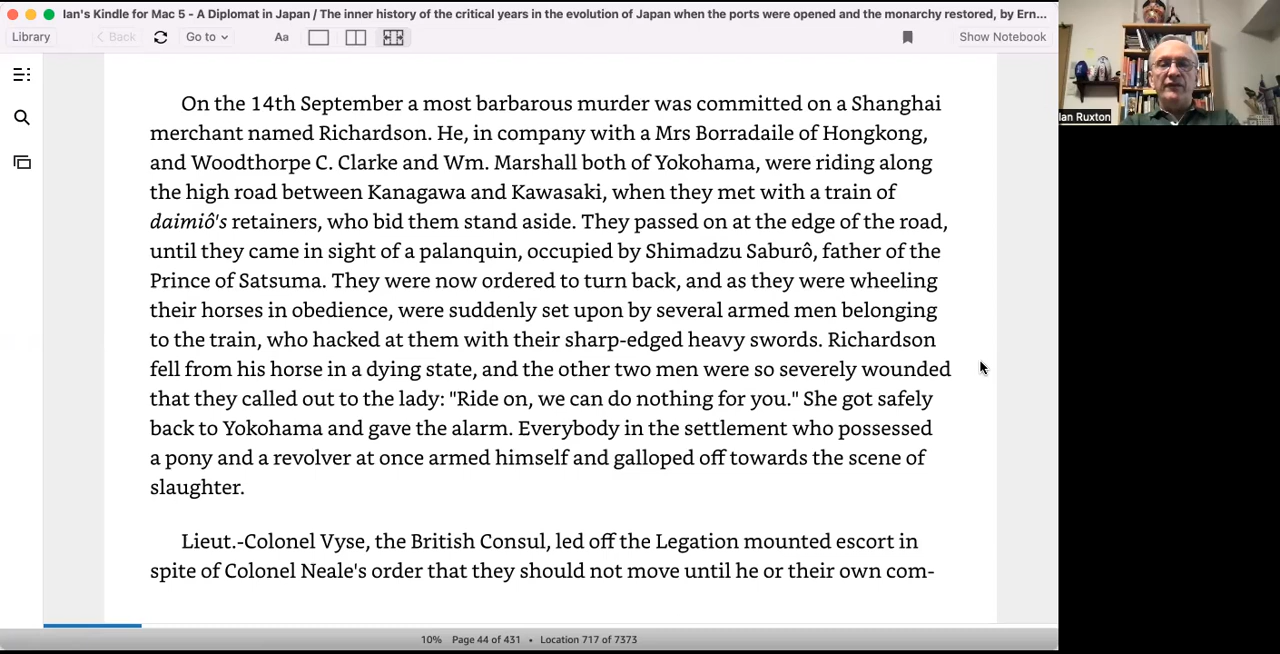 Ian's Kindle for Mac 5 - A Diplomat in Japan / The inner history of the critical years in the evolution of Japan when the ports were opened and the monarchy restored, by Ern...
Library
Back
Go to
Aa
Show Notebook
On the 14th September a most barbarous murder was committed on a Shanghai
merchant named Richardson. He, in company with a Mrs Borradaile of Hongkong,
and Woodthorpe C. Clarke and Wm. Marshall both of Yokohama, were riding along
the high road between Kanagawa and Kawasaki, when they met with a train of
daimiô's retainers, who bid them stand aside. They passed on at the edge of the road,
until they came in sight of a palanquin, occupied by Shimadzu Saburô, father of the
Prince of Satsuma. They were now ordered to turn back, and as they were wheeling
their horses in obedience, were suddenly set upon by several armed men belonging
to the train, who hacked at them with their sharp-edged heavy swords. Richardson
fell from his horse in a dying state, and the other two men were so severely wounded
that they called out to the lady: "Ride on, we can do nothing for you." She got safely
back to Yokohama and gave the alarm. Everybody in the settlement who possessed
a pony and a revolver at once armed himself and galloped off towards the scene of
slaughter.
Lieut.-Colonel Vyse, the British Consul, led off the Legation mounted escort in
spite of Colonel Neale's order that they should not move until he or their own com-
10% Page 44 of 431 • Location 717 of 7373
Ian Ruxton